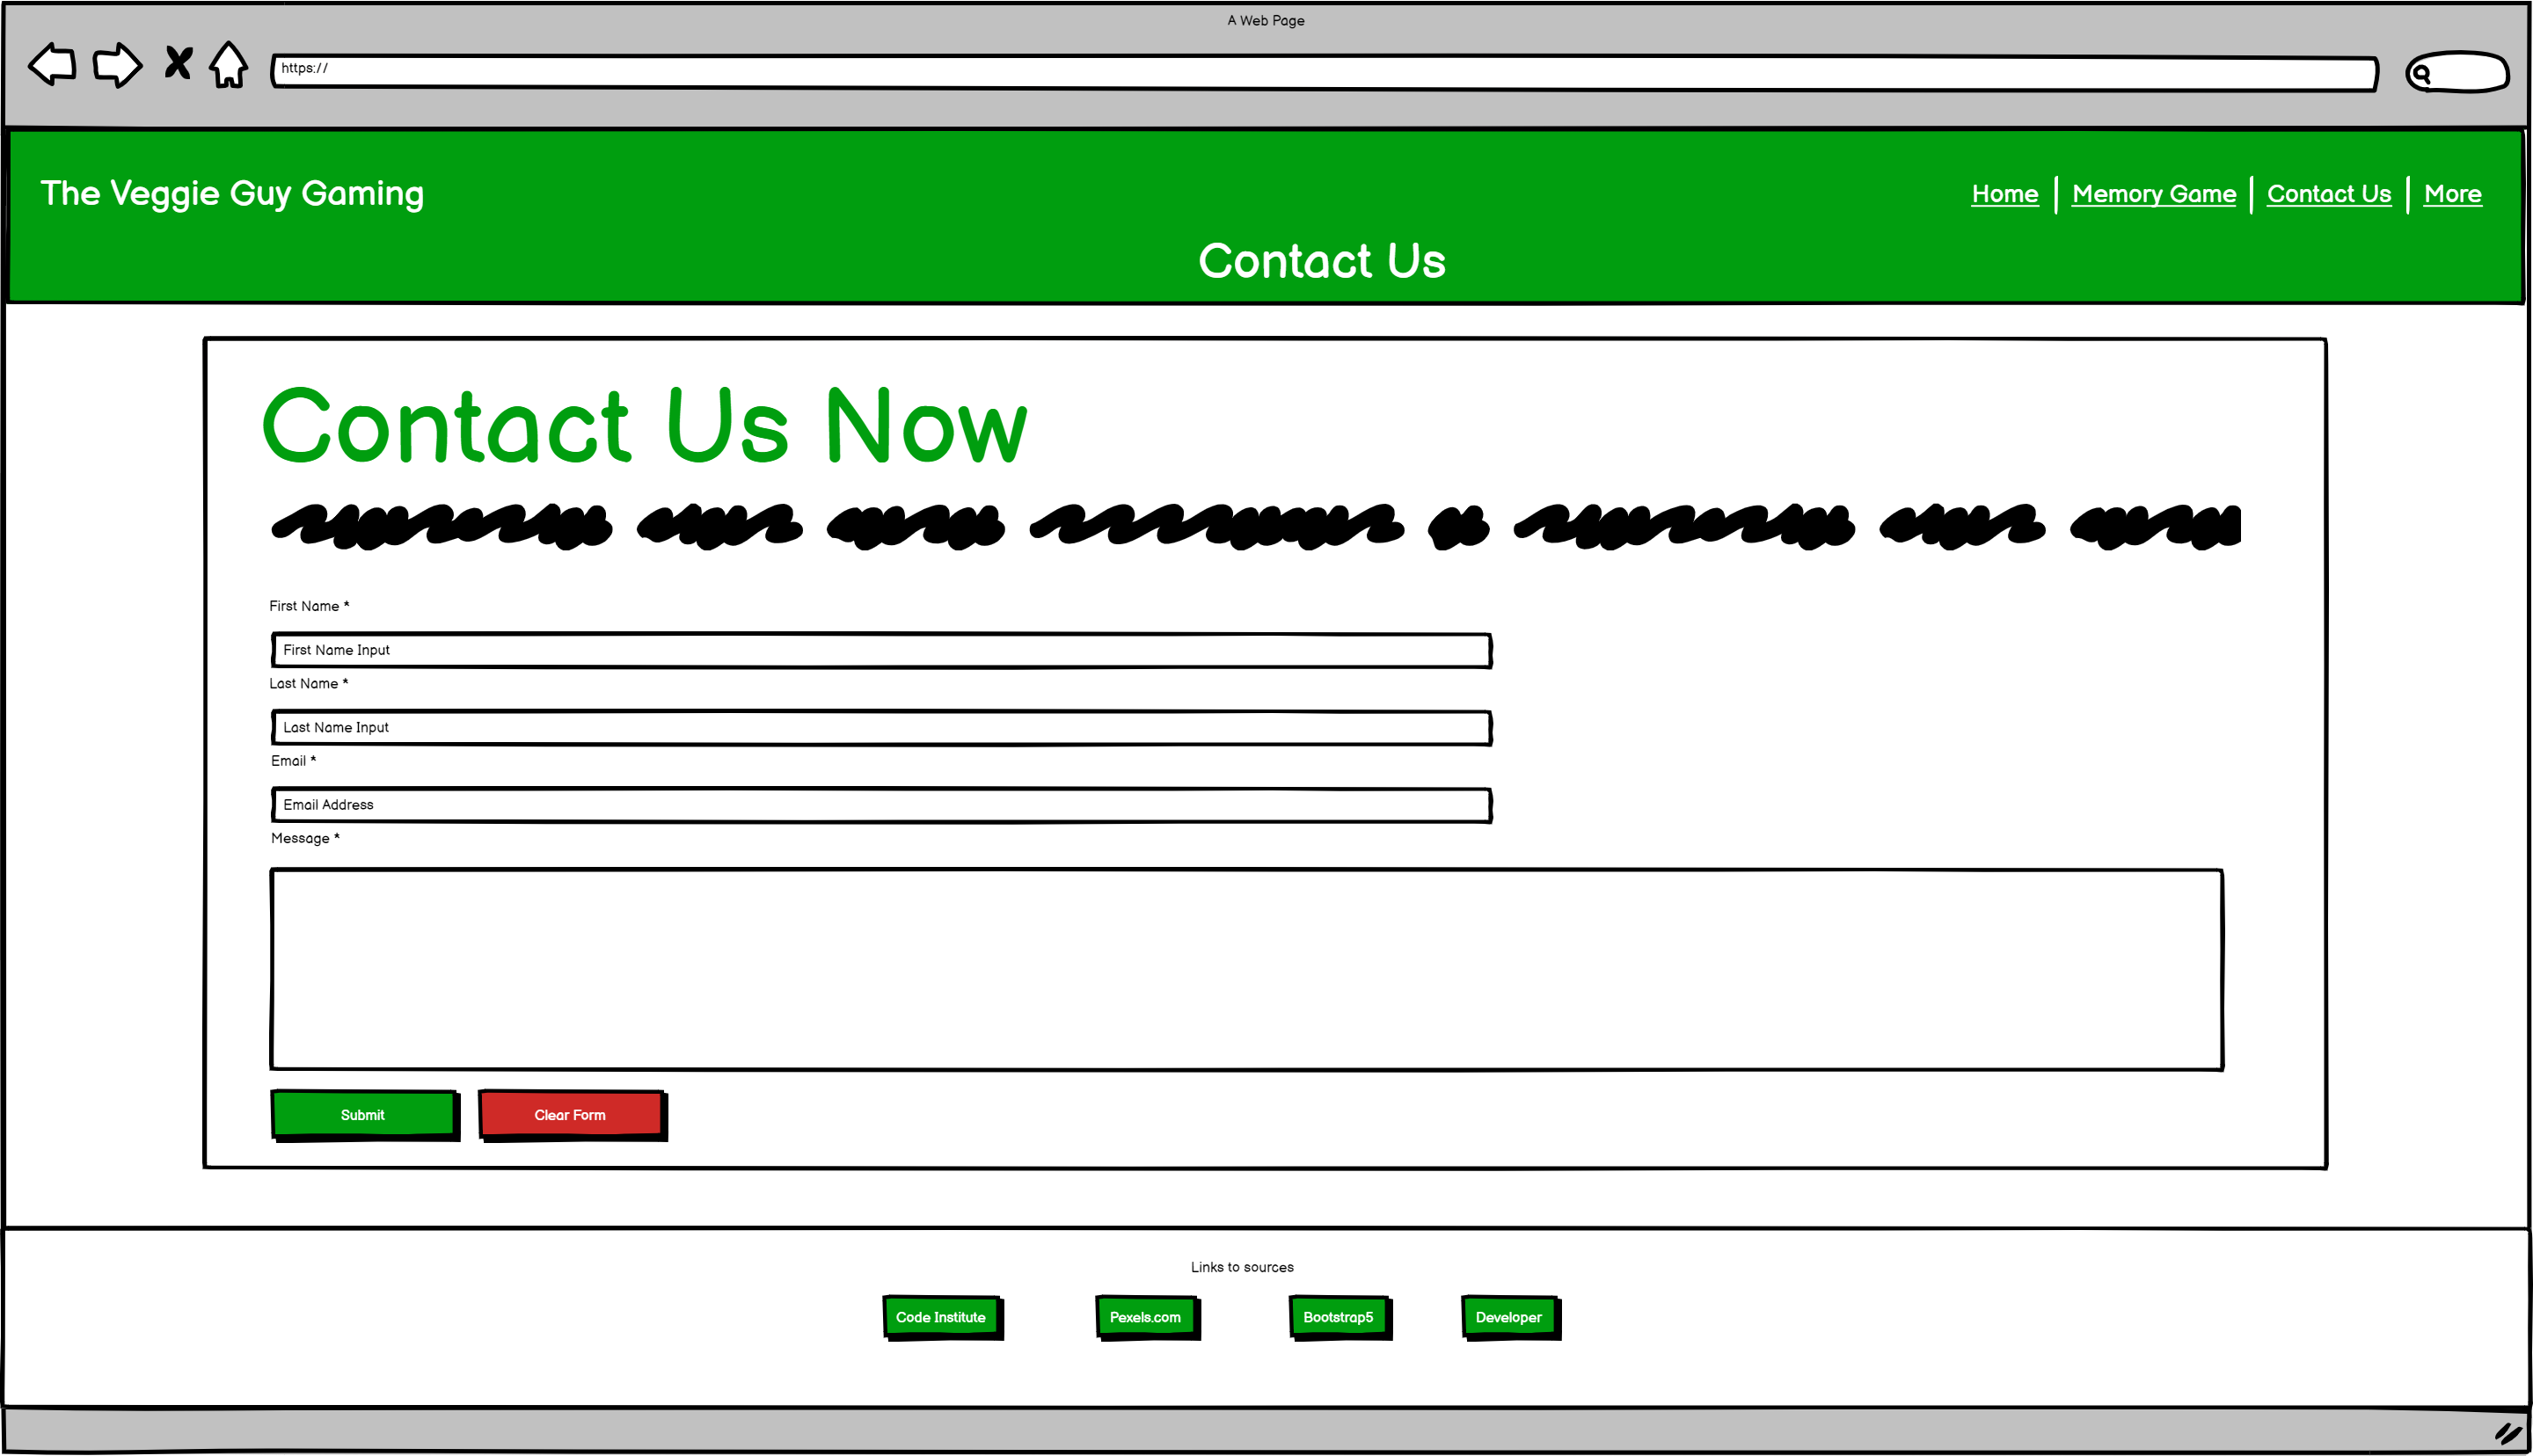 A Web Page
https://
The Veggie Guy Gaming
Home | Memory Game | Contact Us | More
Contact Us
Contact Us Now
First Name *
First Name Input
Last Name *
Last Name Input
Email *
Email Address
Message *
Submit Clear Form
Links to sources
Code Institute Pexels.com Bootstrap5 Developer